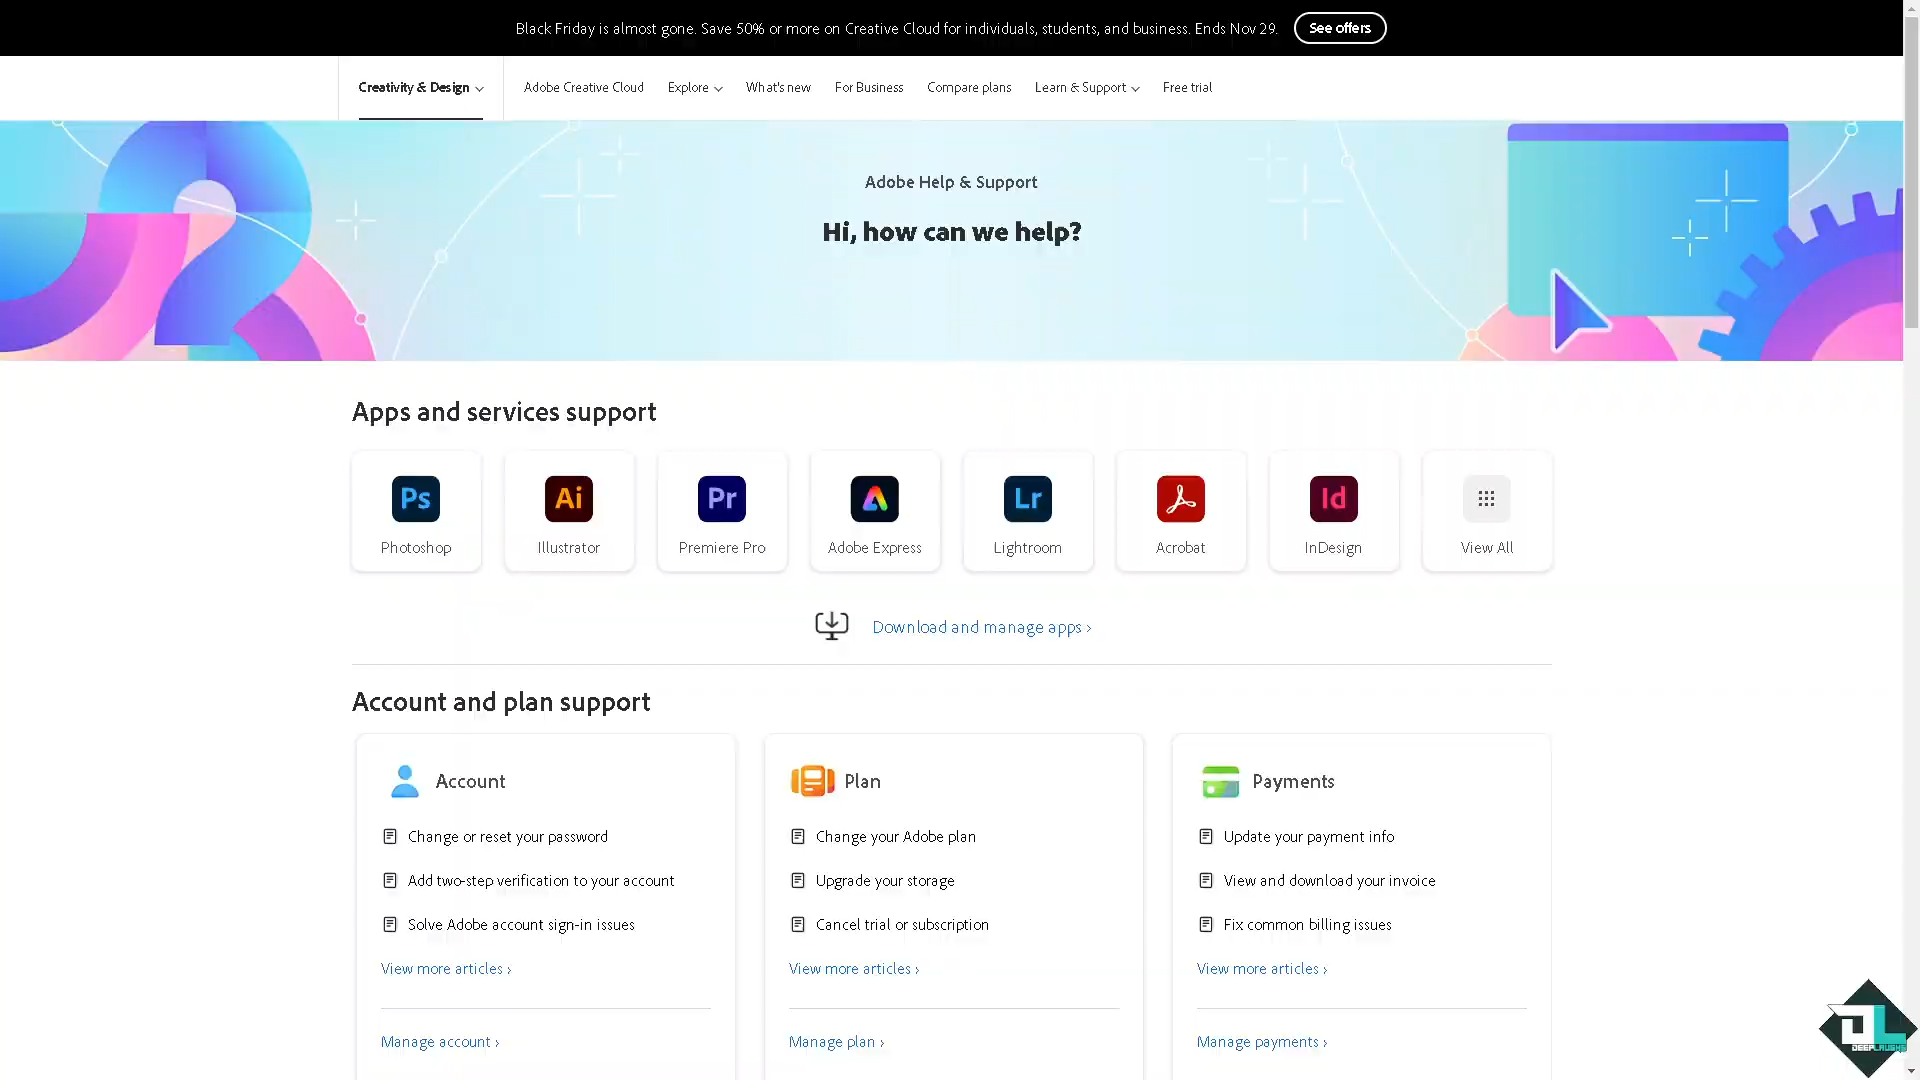 Black Friday is almost gone. Save 50% or more on Creative Cloud for individuals, students, and business. Ends Nov 29. See offers
Creativity & Design Adobe Creative Cloud Explore What's new For Business Compare plans Learn & Support Free trial
Adobe Help & Support
Hi, how can we help?
Apps and services support
Ps Ai Pr Lr Id
Photoshop Illustrator Premiere Pro Adobe Express Lightroom Acrobat InDesign View All
Download and manage apps ›
Account and plan support
Account
Change or reset your password
Add two-step verification to your account
Solve Adobe account sign-in issues
View more articles ›
Manage account ›
Plan
Change your Adobe plan
Upgrade your storage
Cancel trial or subscription
View more articles ›
Manage plan ›
Payments
Update your payment info
View and download your invoice
Fix common billing issues
View more articles ›
Manage payments ›
DL
DEEPLAUGHS